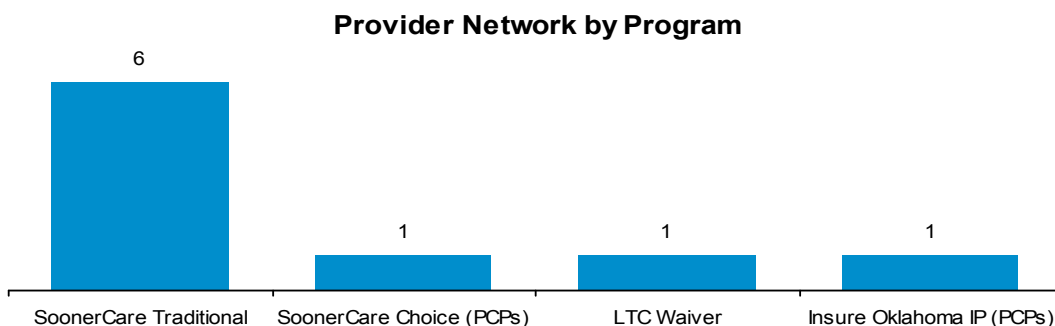 Provider Network by Program
6
1
1
1
SoonerCare Traditional
SoonerCare Choice (PCPs)
LTC Waiver
Insure Oklahoma IP (PCPs)